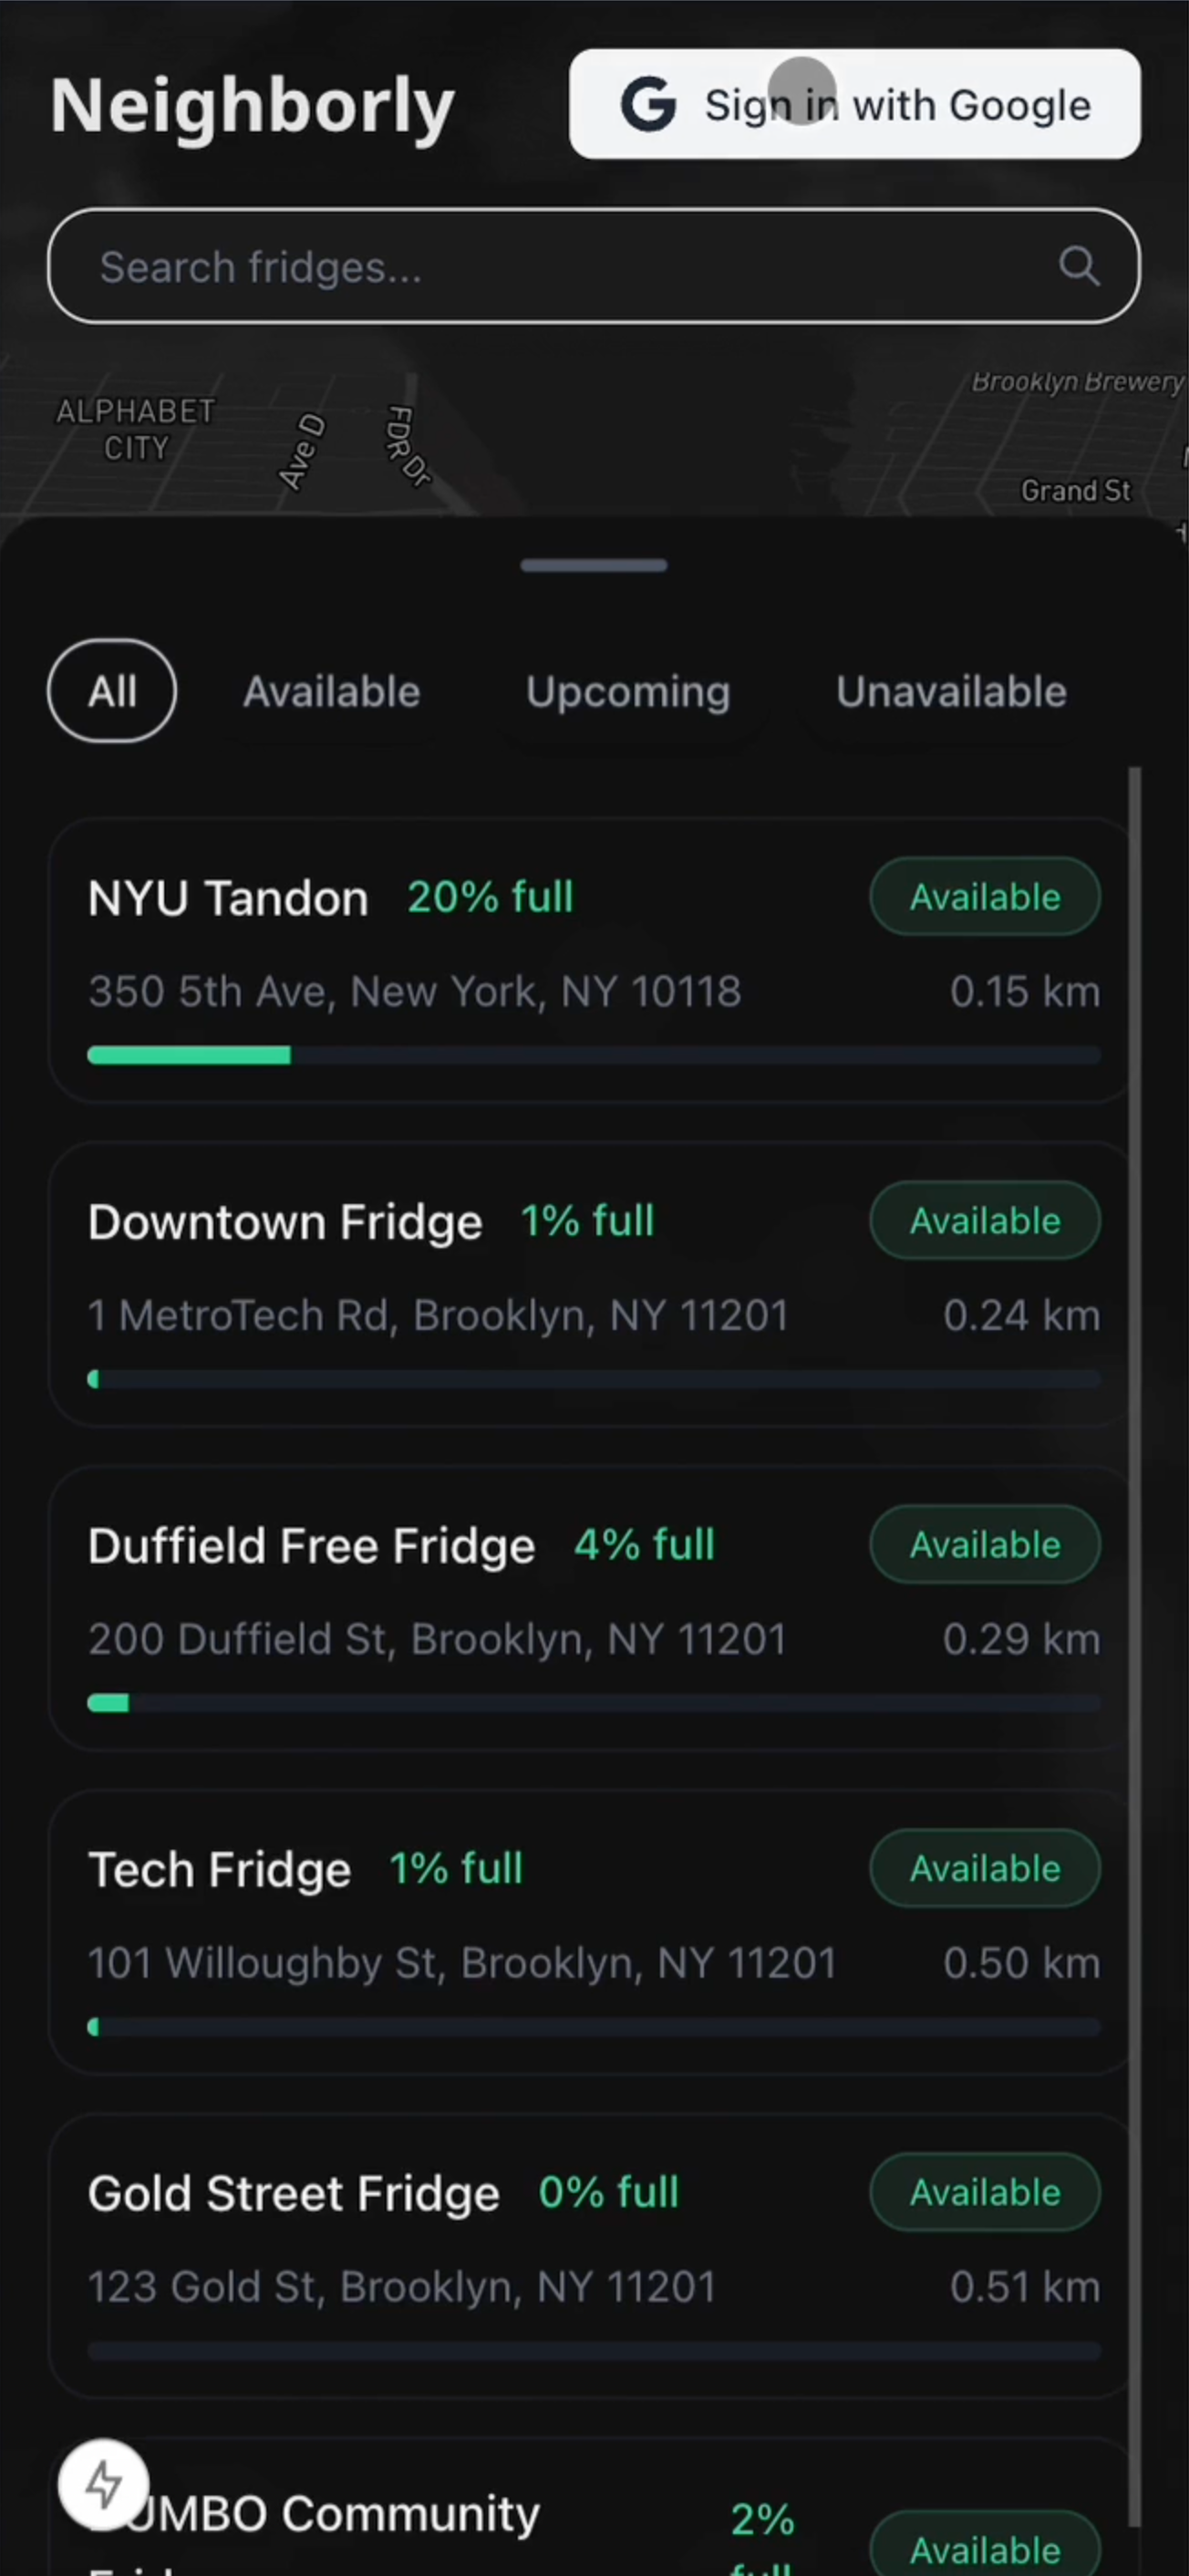 Neighborly
Sign in with Google
Search fridges...
Brooklyn Brewery
ALPHABET
CITY
Ave D
FDR Dr
Grand St
All
Available
Upcoming
Unavailable
NYU Tandon 20% full Available
350 5th Ave, New York, NY 10118 0.15 km
Downtown Fridge 1% full Available
1 MetroTech Rd, Brooklyn, NY 11201 0.24 km
Duffield Free Fridge 4% full Available
200 Duffield St, Brooklyn, NY 11201 0.29 km
Tech Fridge 1% full Available
101 Willoughby St, Brooklyn, NY 11201 0.50 km
Gold Street Fridge 0% full Available
123 Gold St, Brooklyn, NY 11201 0.51 km
UMBO Community 2% Available